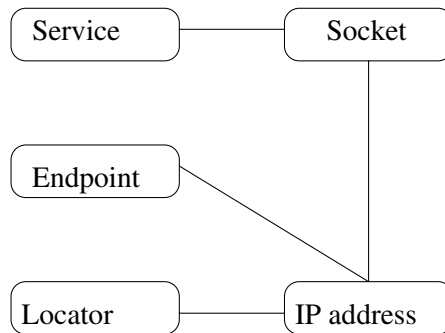 Service
Socket
Endpoint
Locator
IP address